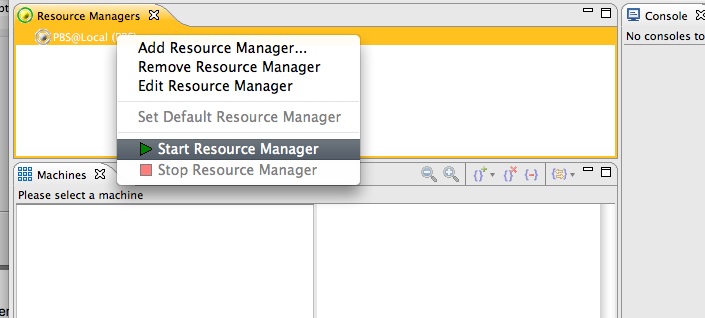 Resource Managers
Console
PBS@Local
No consoles to
Add Resource Manager...
Remove Resource Manager
Edit Resource Manager
Set Default Resource Manager
Start Resource Manager
Stop Resource Manager
Machines
Please select a machine